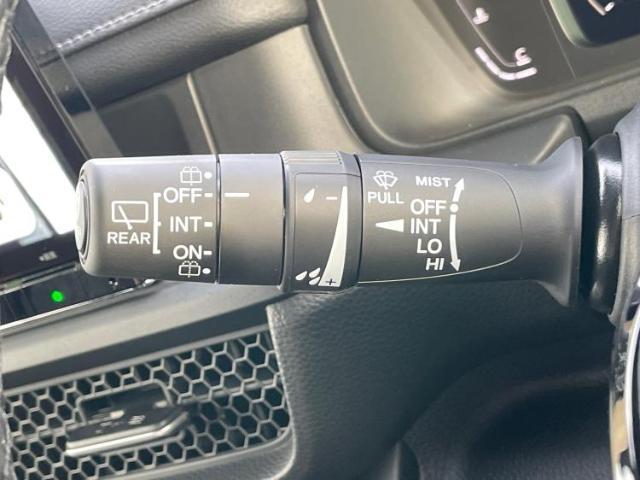 OFF
INT
REAR
ON
-
+
PULL
MIST
OFF
INT
LO
HI